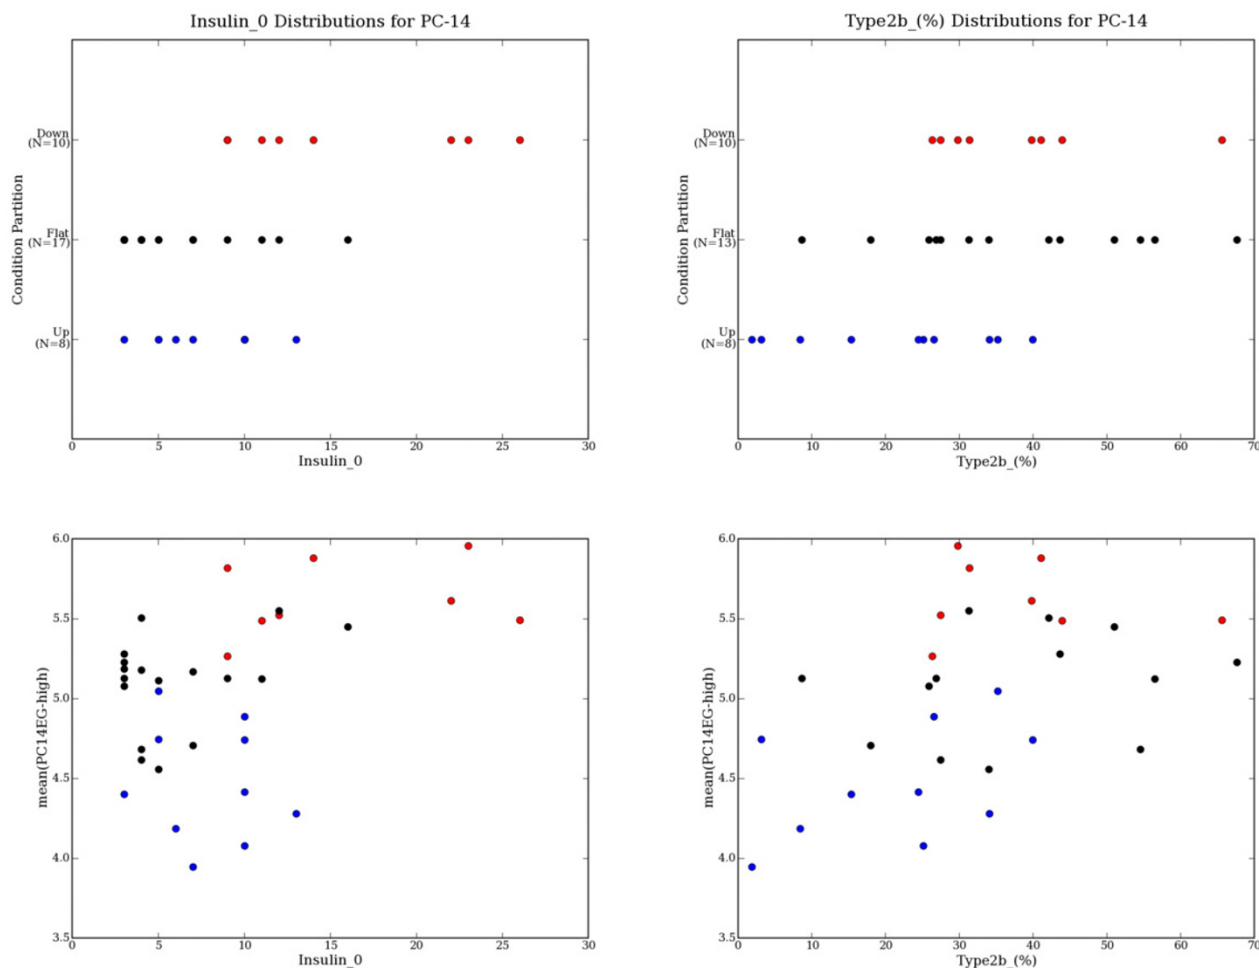 Insulin_0 Distributions for PC-14
Condition Partition
Down
(N=10)
Flat
(N=17)
Up
(N=8)
0 5 10 15 20 25 30
Insulin_0
Type2b_(%) Distributions for PC-14
Condition Partition
Down
(N=10)
Flat
(N=13)
Up
(N=8)
0 10 20 30 40 50 60 70
Type2b_(%)
mean(PC14EG-high)
6.0
5.5
5.0
4.5
4.0
3.5
0 5 10 15 20 25 30
Insulin_0
mean(PC14EG-high)
6.0
5.5
5.0
4.5
4.0
3.5
0 10 20 30 40 50 60 70
Type2b_(%)